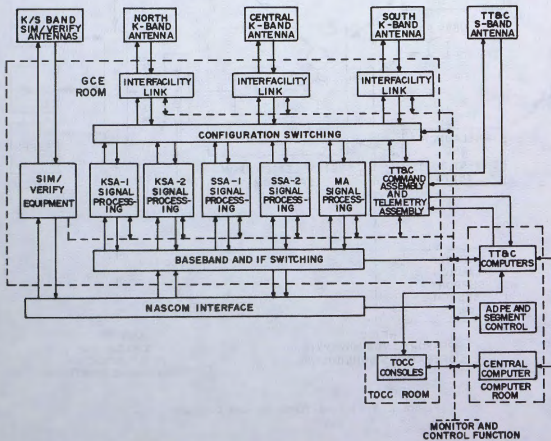 K/S BAND
SIM/VERIFY
ANTENNAS
NORTH
K-BAND
ANTENNA
CENTRAL
K-BAND
ANTENNA
SOUTH
K-BAND
ANTENNA
TT&C
S-BAND
ANTENNA
GCE
ROOM
INTERFACILITY
LINK
INTERFACILITY
LINK
INTERFACILITY
LINK
CONFIGURATION SWITCHING
SIM/
VERIFY
EQUIPMENT
KSA-1
SIGNAL
PROCESS-
ING
KSA-2
SIGNAL
PROCESS-
ING
SSA-1
SIGNAL
PROCESS-
ING
SSA-2
SIGNAL
PROCESS-
ING
MA
SIGNAL
PROCESS-
ING
TT&C
COMMAND
ASSEMBLY
AND
TELEMETRY
ASSEMBLY
BASEBAND AND IF SWITCHING
TT&C
COMPUTERS
NASCOM INTERFACE
ADPE AND
SEGMENT
CONTROL
TOCC
CONSOLES
TOCC ROOM
CENTRAL
COMPUTER
COMPUTER
ROOM
MONITOR AND
CONTROL FUNCTION